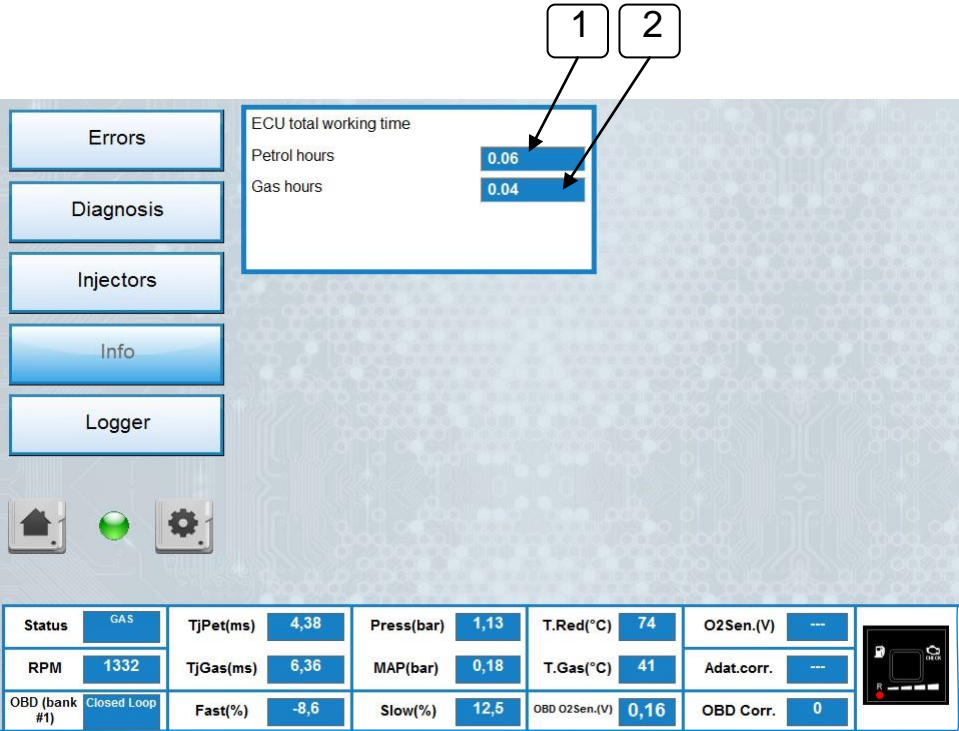 1 2
Errors
Diagnosis
Injectors
Info
Logger
ECU total working time
Petrol hours 0.06
Gas hours 0.04
Status GAS TjPet(ms) 4,38 Press(bar) 1,13 T.Red(°C) 74 O2Sen.(V) ---
RPM 1332 TjGas(ms) 6,36 MAP(bar) 0,18 T.Gas(°C) 41 Adat.corr. ---
OBD (bank
#1) Closed Loop Fast(%) -8,6 Slow(%) 12,5 OBD O2Sen.(V) 0,16 OBD Corr. 0
CHECK
R